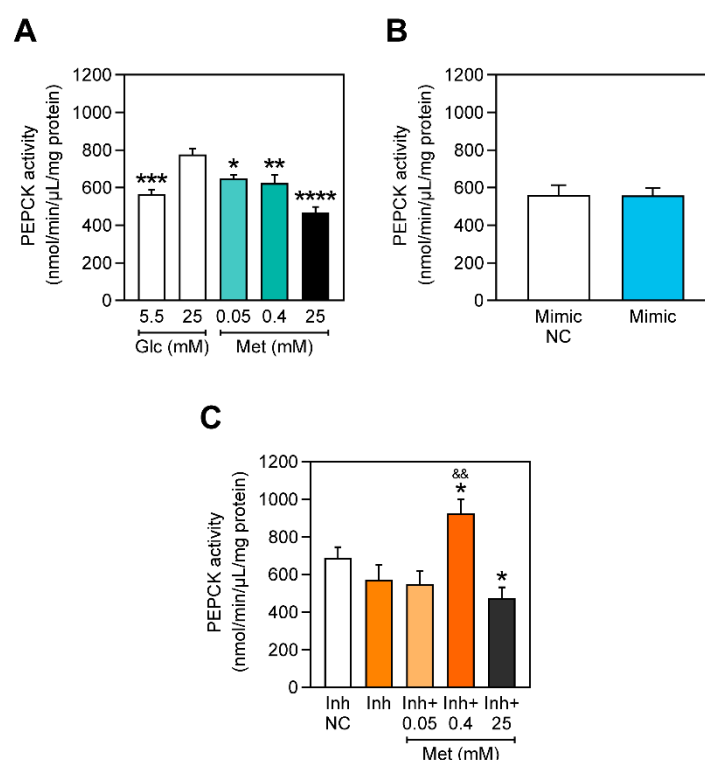 A
PEPCK activity
(nmol/min/µL/mg protein)
1200
1000
800
600
400
200
0
***
*
**
****
5.5 25 0.05 0.4 25
Glc (mM) Met (mM)
B
PEPCK activity
(nmol/min/µL/mg protein)
1200
1000
800
600
400
200
0
Mimic Mimic
NC
C
PEPCK activity
(nmol/min/µL/mg protein)
1200
1000
800
600
400
200
0
&&
*
*
Inh Inh Inh+ Inh+ Inh+
NC 0.05 0.4 25
Met (mM)